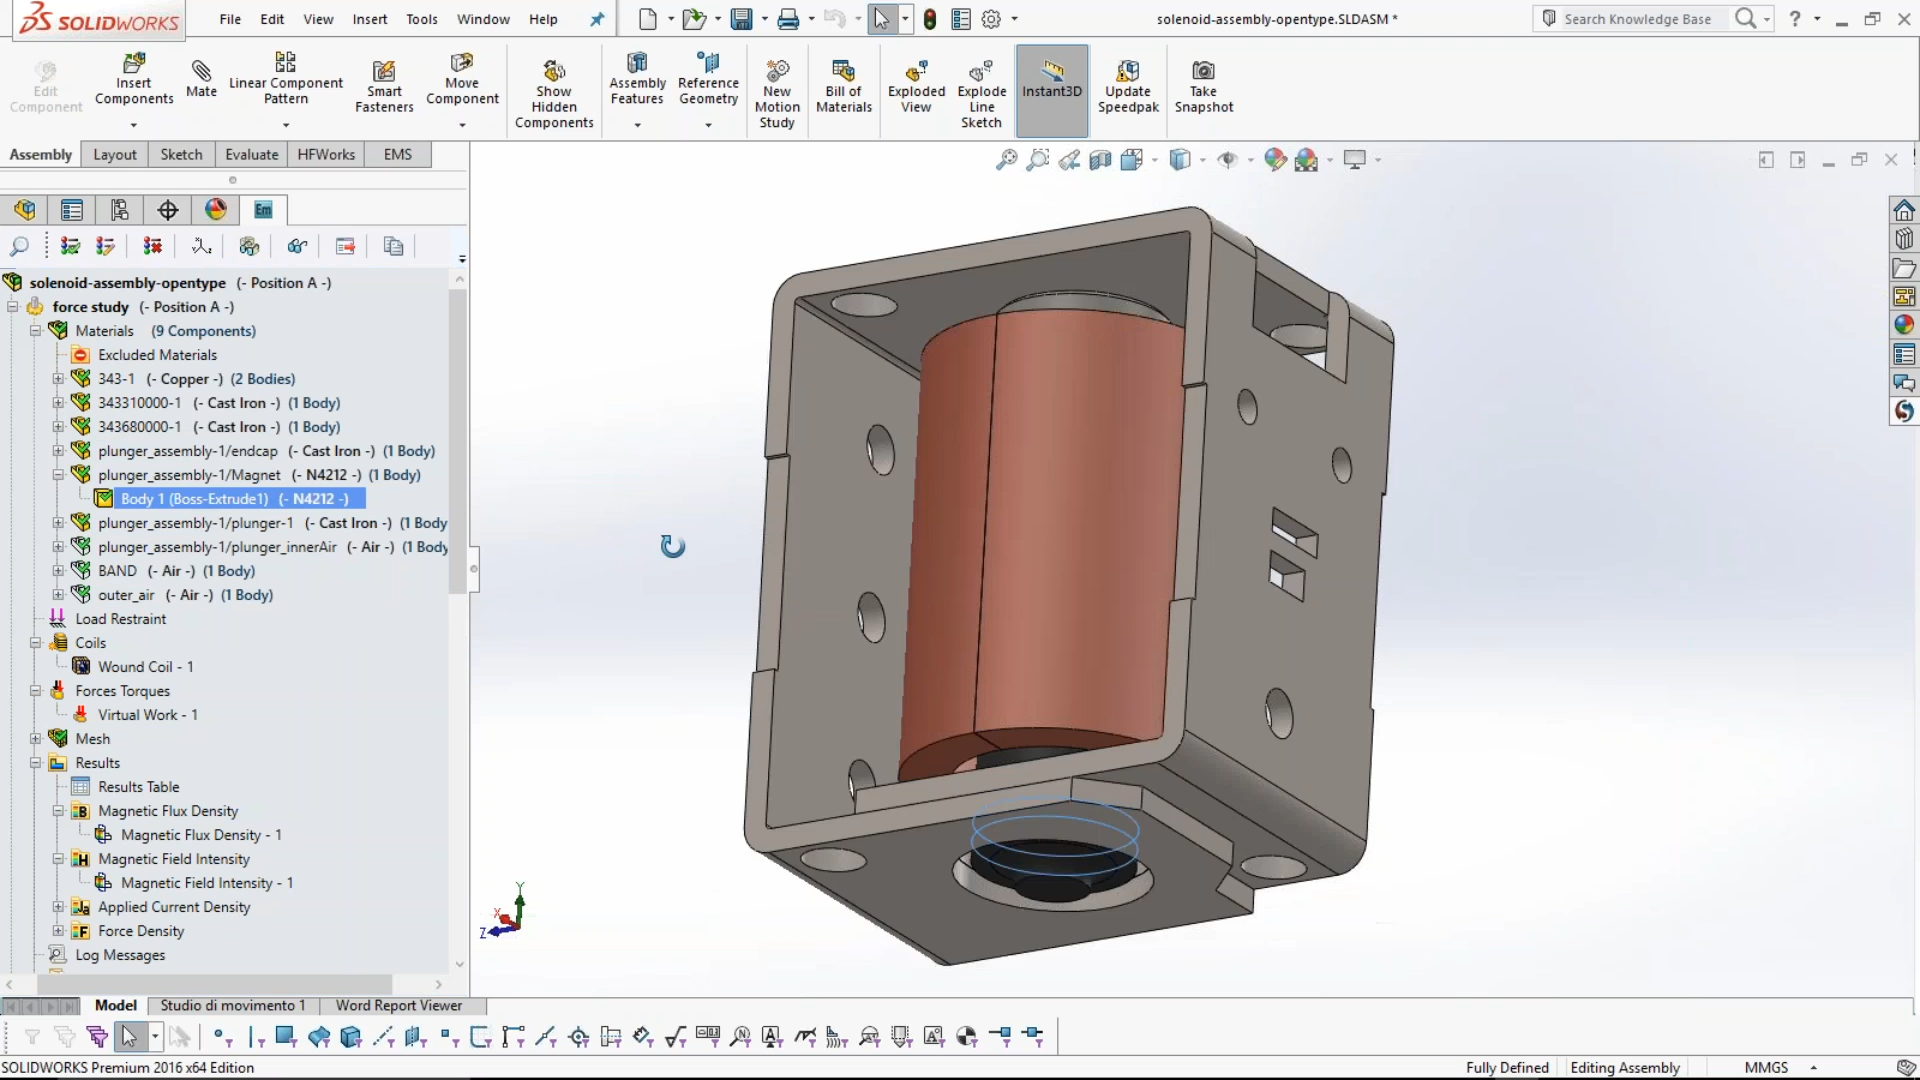 SOLIDWORKS File Edit View Insert Tools Window Help solenoid-assembly-opentype.SLDASM * Search Knowledge Base ?
Edit Component
Insert Components
Mate
Linear Component Pattern
Smart Fasteners
Move Component
Show Hidden Components
Assembly Features
Reference Geometry
New Motion Study
Bill of Materials
Exploded View
Explode Line Sketch
Instant3D
Update Speedpak
Take Snapshot
Assembly Layout Sketch Evaluate HFWorks EMS
Em
solenoid-assembly-opentype (- Position A -)
force study (- Position A -)
Materials (9 Components)
Excluded Materials
343-1 (- Copper -) (2 Bodies)
343310000-1 (- Cast Iron -) (1 Body)
343680000-1 (- Cast Iron -) (1 Body)
plunger_assembly-1/endcap (- Cast Iron -) (1 Body)
plunger_assembly-1/Magnet (- N4212 -) (1 Body)
Body 1 (Boss-Extrude1) (- N4212 -)
plunger_assembly-1/plunger-1 (- Cast Iron -) (1 Body
plunger_assembly-1/plunger_innerAir (- Air -) (1 Body
BAND (- Air -) (1 Body)
outer_air (- Air -) (1 Body)
Load Restraint
Coils
Wound Coil - 1
Forces Torques
Virtual Work - 1
Mesh
Results
Results Table
Magnetic Flux Density
Magnetic Flux Density - 1
Magnetic Field Intensity
Magnetic Field Intensity - 1
Applied Current Density
Force Density
Log Messages
Y
X
Z
Model Studio di movimento 1 Word Report Viewer
SOLIDWORKS Premium 2016 x64 Edition Fully Defined Editing Assembly MMGS